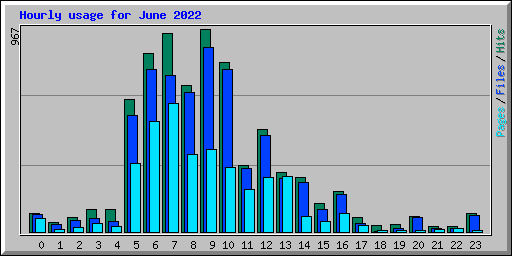 Hourly usage for June 2022
967
Pages/Files/Hits
0 1 2 3 4 5 6 7 8 9 10 11 12 13 14 15 16 17 18 19 20 21 22 23